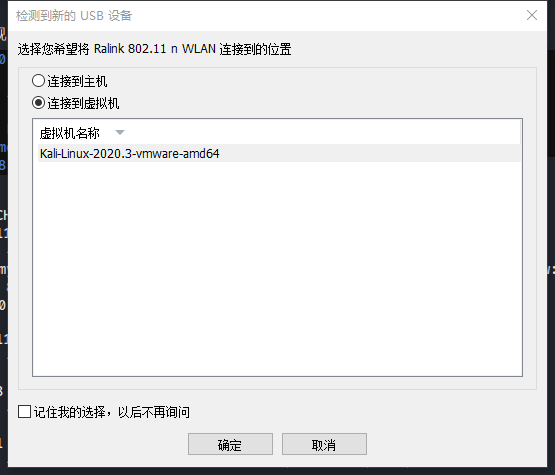 检测到新的 USB 设备
选择您希望将 Ralink 802.11 n WLAN 连接到的位置
连接到主机
连接到虚拟机
虚拟机名称
Kali-Linux-2020.3-vmware-amd64
记住我的选择，以后不再询问
确定
取消